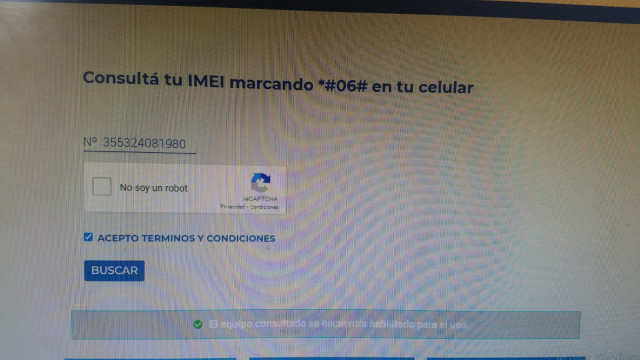 Consultá tu IMEI marcando *#06# en tu celular
Nº 355324081980
No soy un robot
reCAPTCHA
Privacidad - Condiciones
ACEPTO TERMINOS Y CONDICIONES
BUSCAR
El equipo consultado se encuentra habilitado para el uso.